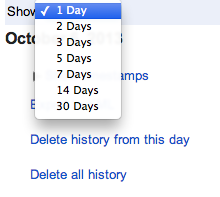 Show ✓ 1 Day
2 Days
3 Days
5 Days
7 Days
14 Days
30 Days
Delete history from this day
Delete all history